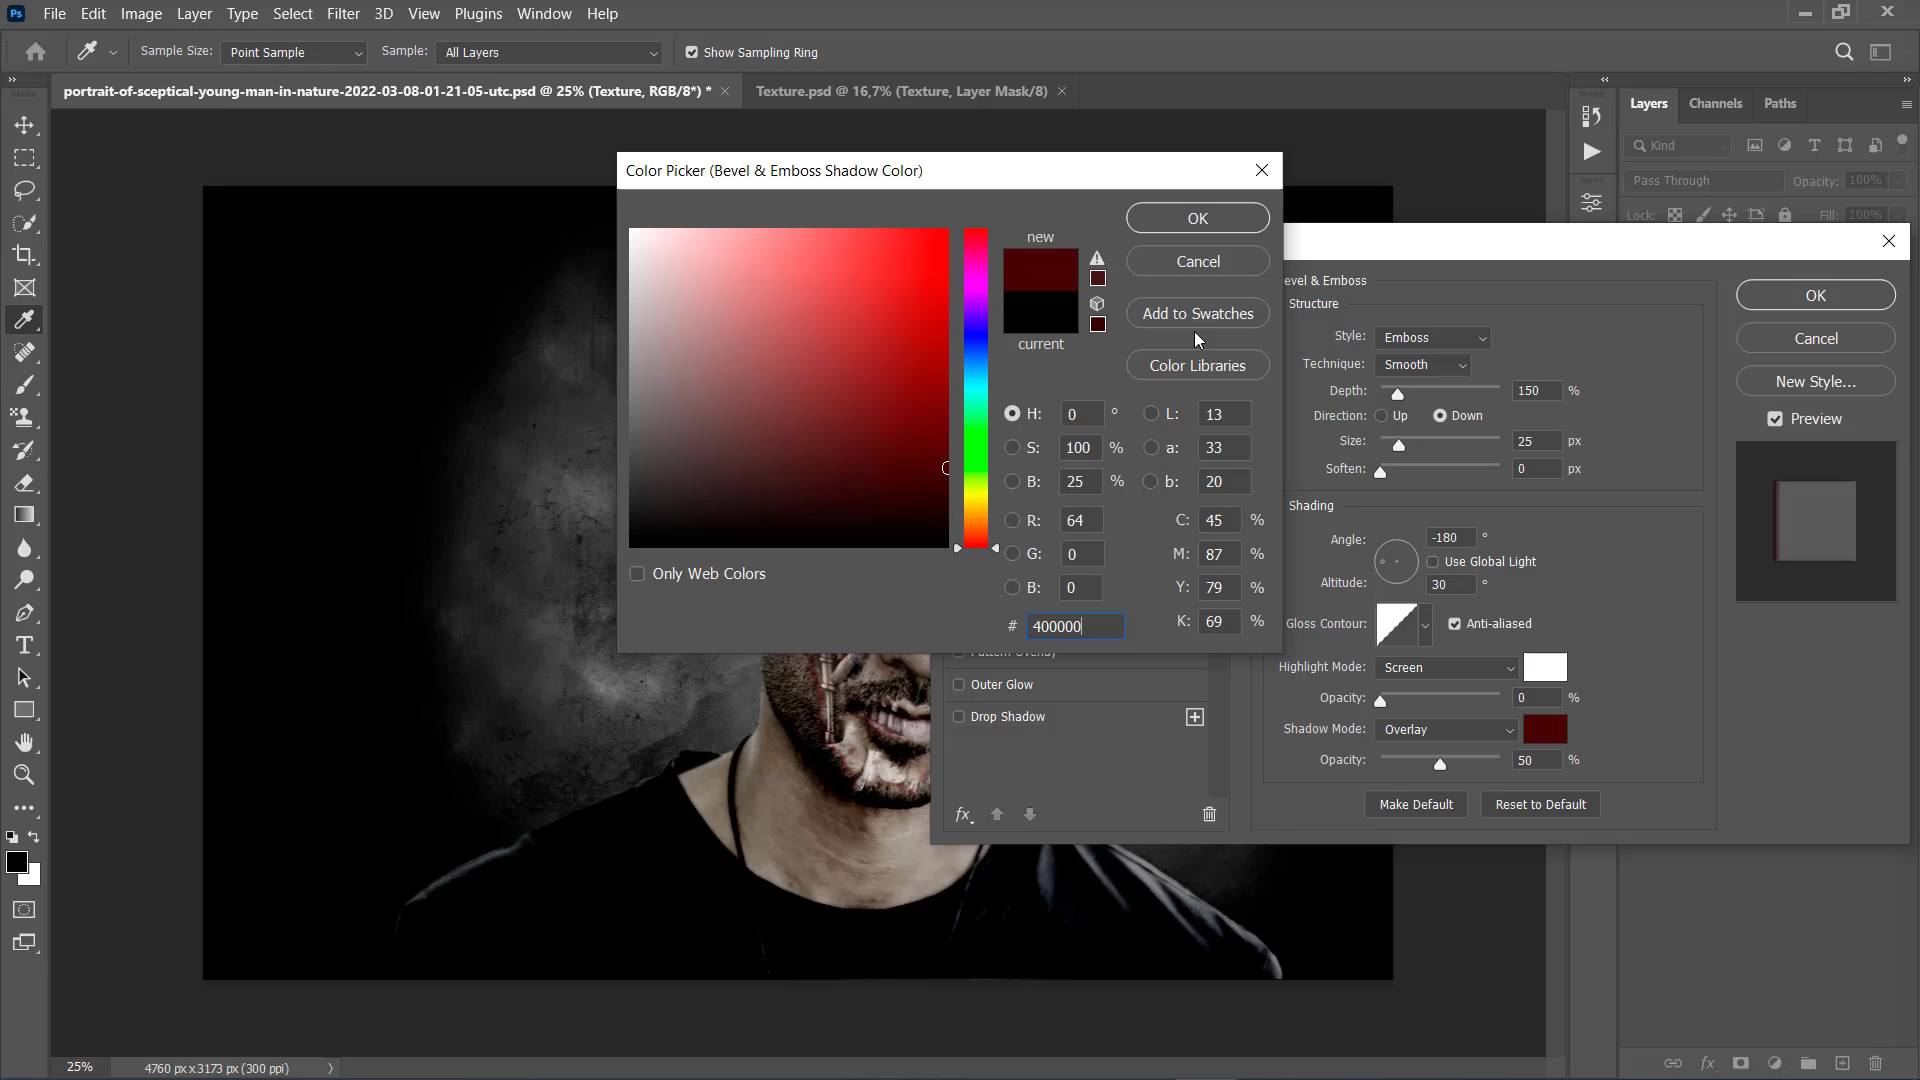 Ps File Edit Image Layer Type Select Filter 3D View Plugins Window Help
Sample Size: Point Sample Sample: All Layers Show Sampling Ring
portrait-of-sceptical-young-man-in-nature-2022-03-08-01-21-05-utc.psd @ 25% (Texture, RGB/8*) * Texture.psd @ 16,7% (Texture, Layer Mask/8)
Layers Channels Paths
Kind
Pass Through Opacity: 100%
Lock: Fill: 100%
Color Picker (Bevel & Emboss Shadow Color)
new
current
OK
Cancel
Add to Swatches
Color Libraries
H: 0 ° L: 13
S: 100 % a: 33
B: 25 % b: 20
R: 64 C: 45 %
G: 0 M: 87 %
B: 0 Y: 79 %
# 400000 K: 69 %
Only Web Colors
evel & Emboss
Structure
Style: Emboss
Technique: Smooth
Depth: 150 %
Direction: Up Down
Size: 25 px
Soften: 0 px
Shading
Angle: -180 °
Use Global Light
Altitude: 30 °
Gloss Contour: Anti-aliased
Highlight Mode: Screen
Opacity: 0 %
Shadow Mode: Overlay
Opacity: 50 %
Make Default Reset to Default
OK
Cancel
New Style...
Preview
Pattern Overlay
Outer Glow
Drop Shadow
fx
T
25% 4760 px x 3173 px (300 ppi)
fx